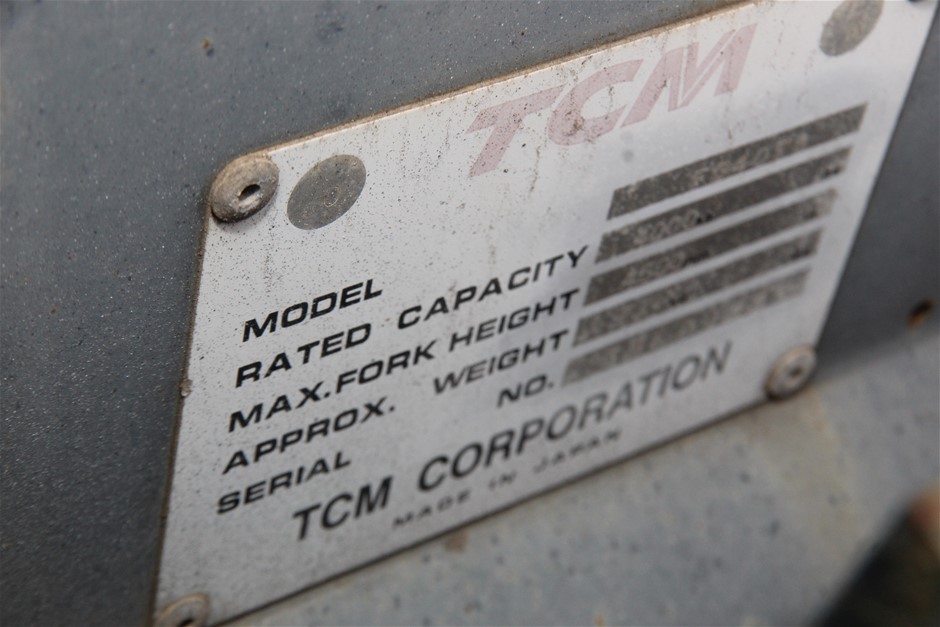 TCM
MODEL
RATED CAPACITY
MAX.FORK HEIGHT
APPROX. WEIGHT
SERIAL NO.
TCM CORPORATION
MADE IN JAPAN